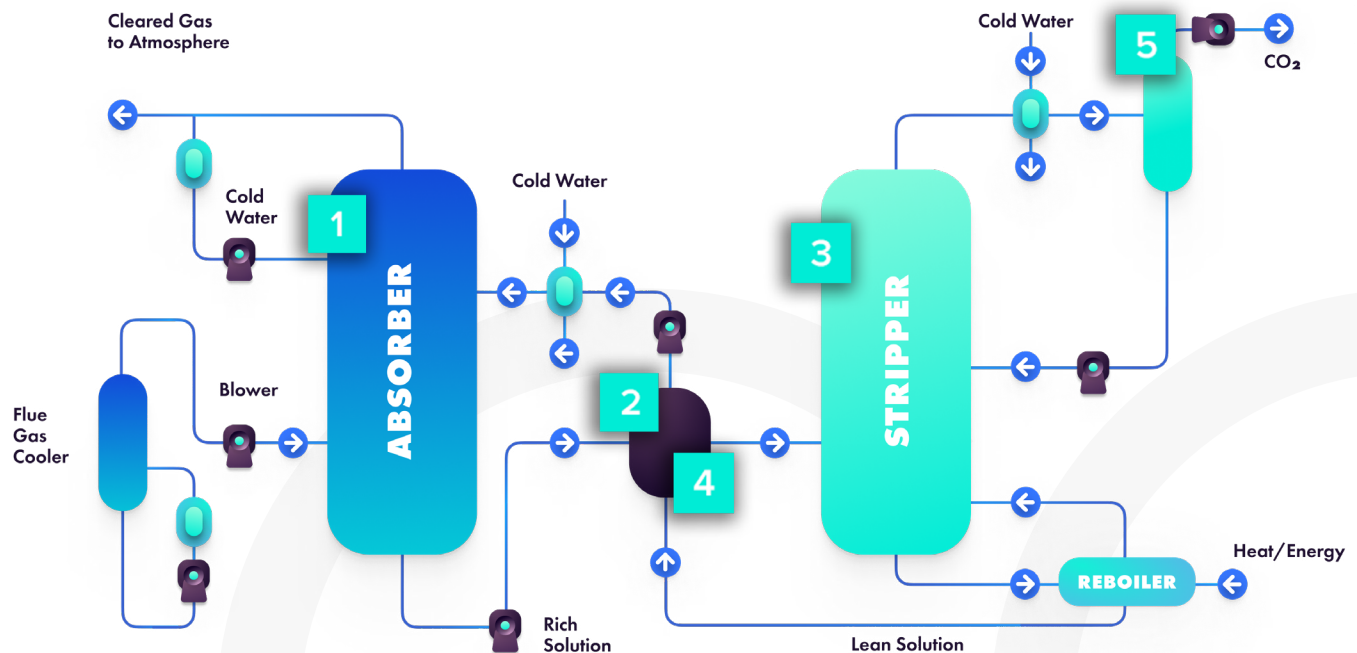 Cleared Gas
to Atmosphere
Cold Water
5
CO₂
Cold
Water
1
Cold Water
3
ABSORBER
STRIPPER
Blower
2
Flue
Gas
Cooler
4
Heat/Energy
REBOILER
Rich
Solution
Lean Solution